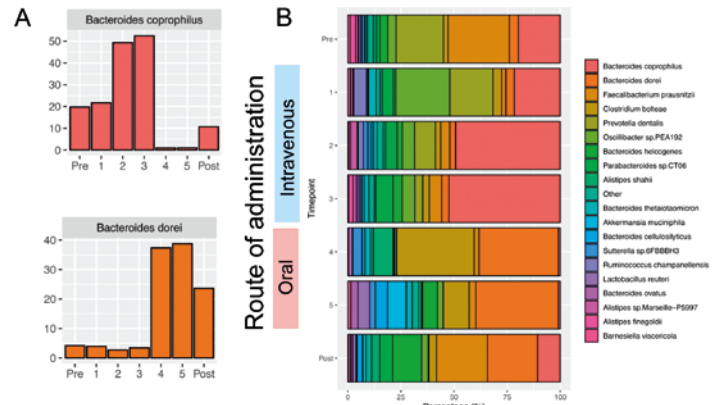 A
Bacteroides coprophilus
50
40
30
20
10
0
Pre 1 2 3 4 5 Post
Bacteroides dorei
40
30
20
10
0
Pre 1 2 3 4 5 Post
Route of administration
Intravenous
Oral
B
Timepoint
Pre
1
2
3
4
5
Post
0 25 50 75 100
Percentage (%)
Bacteroides coprophilus
Bacteroides dorei
Faecalibacterium prausnitzii
Clostridium bolteae
Prevotella dentalis
Oscillibacter sp.PEA192
Bacteroides heliogenes
Parabacteroides sp.CT06
Alistipes shahii
Other
Bacteroides thetaiotaomicron
Akkermansia muciniphila
Bacteroides cellulosilyticus
Sutterella sp.6FBBBH3
Ruminococcus champanellensis
Lactobacillus reuteri
Bacteroides ovatus
Alistipes sp.Marseille-P5997
Alistipes finegoldii
Barnesiella viscericola